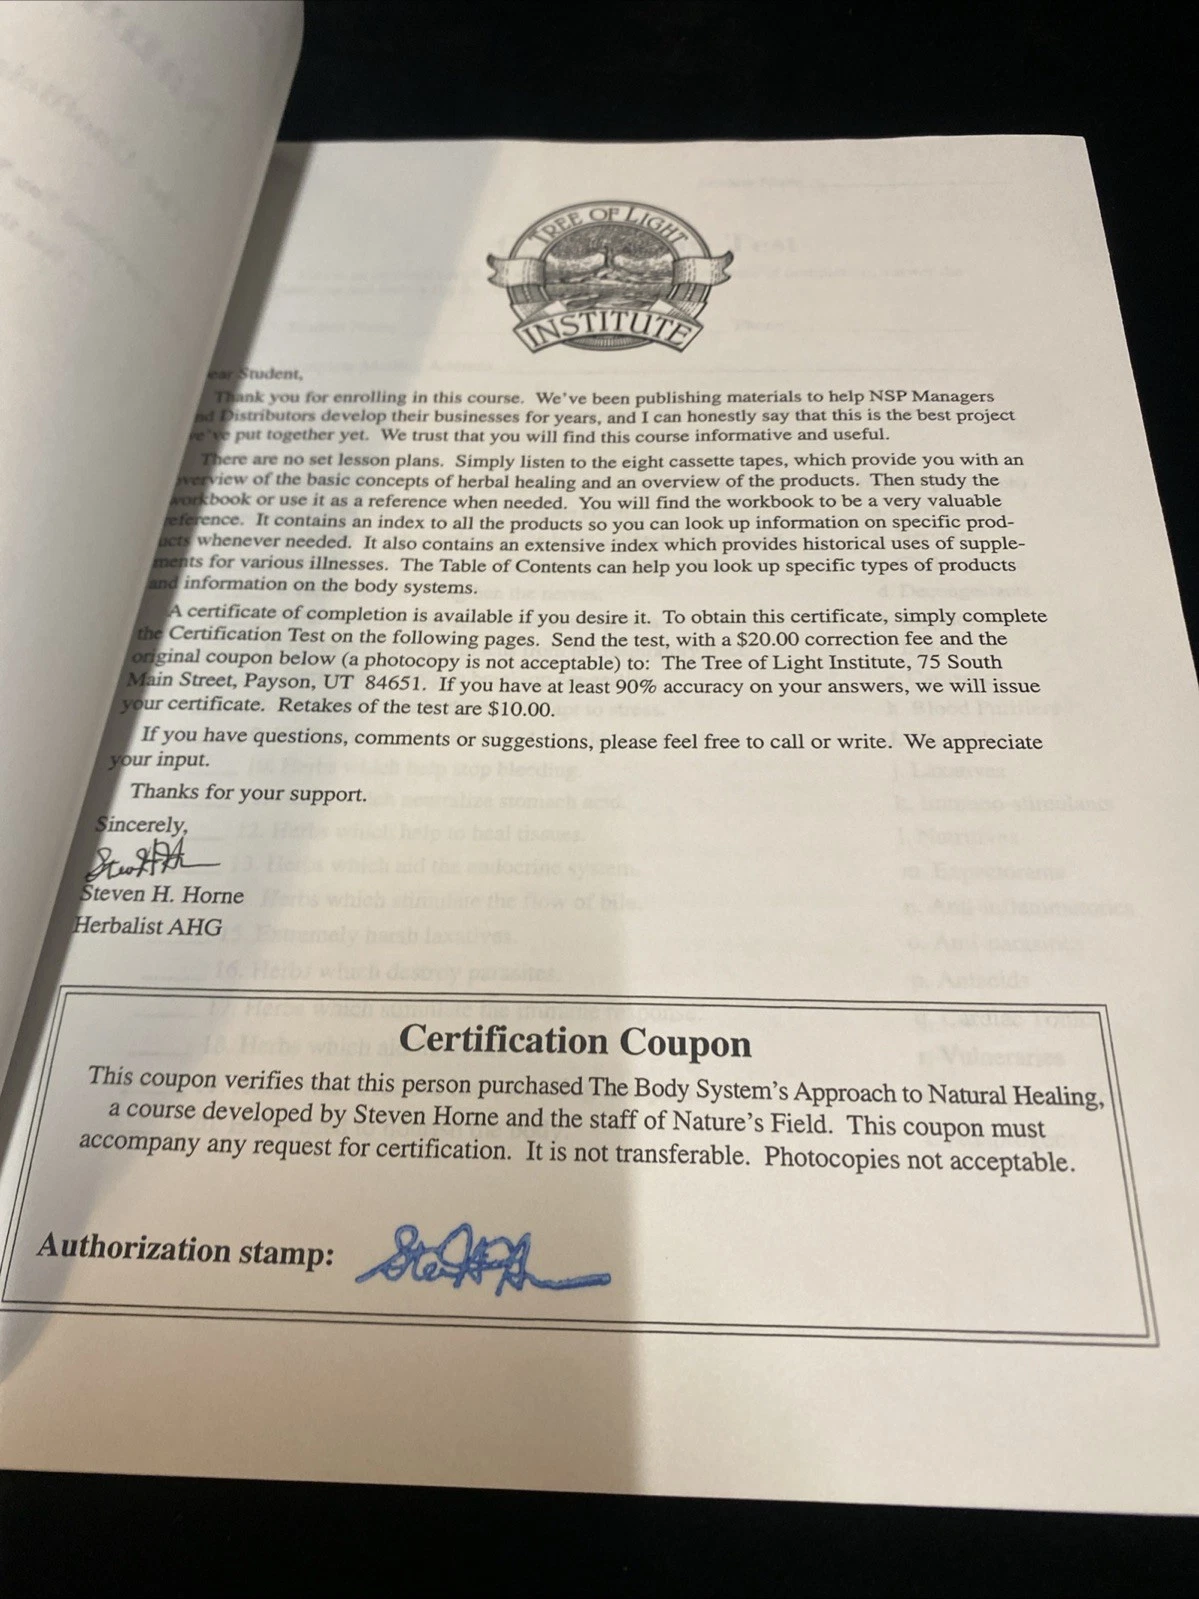 TREE OF LIGHT
INSTITUTE
ear Student,
Thank you for enrolling in this course. We've been publishing materials to help NSP Managers
nd Distributors develop their businesses for years, and I can honestly say that this is the best project
we've put together yet. We trust that you will find this course informative and useful.
There are no set lesson plans. Simply listen to the eight cassette tapes, which provide you with an
overview of the basic concepts of herbal healing and an overview of the products. Then study the
workbook or use it as a reference when needed. You will find the workbook to be a very valuable
reference. It contains an index to all the products so you can look up information on specific prod-
ucts whenever needed. It also contains an extensive index which provides historical uses of supple-
ments for various illnesses. The Table of Contents can help you look up specific types of products
and information on the body systems.
A certificate of completion is available if you desire it. To obtain this certificate, simply complete
the Certification Test on the following pages. Send the test, with a $20.00 correction fee and the
original coupon below (a photocopy is not acceptable) to: The Tree of Light Institute, 75 South
Main Street, Payson, UT 84651. If you have at least 90% accuracy on your answers, we will issue
your certificate. Retakes of the test are $10.00.
If you have questions, comments or suggestions, please feel free to call or write. We appreciate
your input.
Thanks for your support.
Sincerely,
Steven H. Horne
Herbalist AHG
Certification Coupon
This coupon verifies that this person purchased The Body System's Approach to Natural Healing,
a course developed by Steven Horne and the staff of Nature's Field. This coupon must
accompany any request for certification. It is not transferable. Photocopies not acceptable.
Authorization stamp: